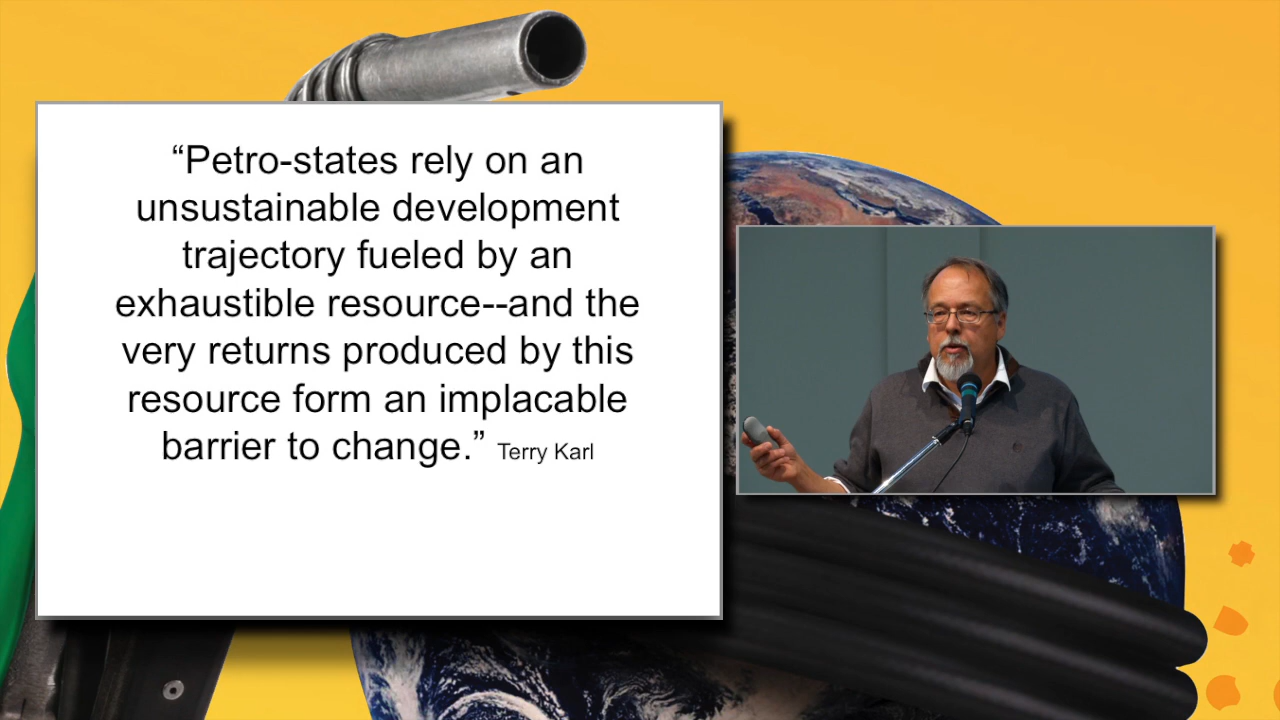 “Petro-states rely on an
unsustainable development
trajectory fueled by an
exhaustible resource--and the
very returns produced by this
resource form an implacable
barrier to change.” Terry Karl